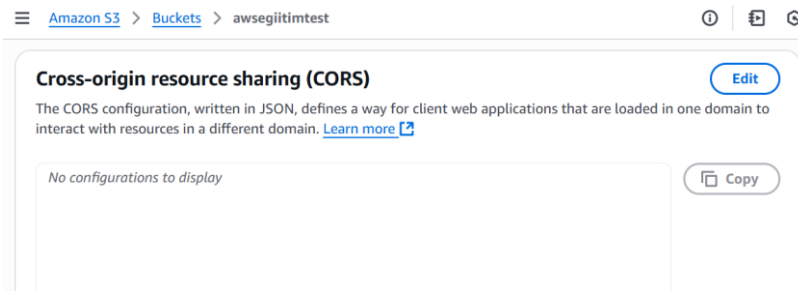 Amazon S3 > Buckets > awsegiitimtest
Cross-origin resource sharing (CORS)
Edit
The CORS configuration, written in JSON, defines a way for client web applications that are loaded in one domain to
interact with resources in a different domain. Learn more
No configurations to display
Copy